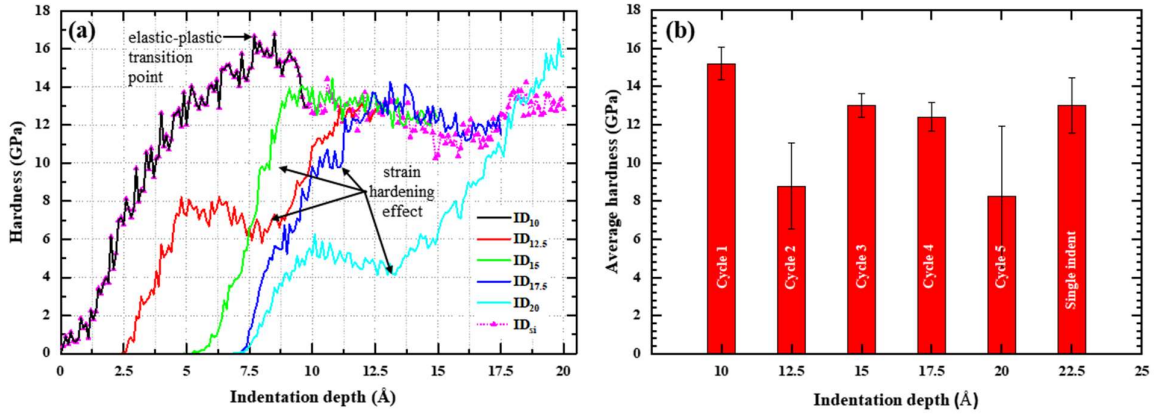 (a)
elastic-plastic
transition
point
strain
hardening
effect
ID10
ID12.5
ID15
ID17.5
ID20
IDsi
Hardness (GPa)
18
16
14
12
10
8
6
4
2
0
0 2.5 5 7.5 10 12.5 15 17.5 20
Indentation depth (Å)
(b)
Average hardness (GPa)
18
16
14
12
10
8
6
4
2
0
Cycle 1
Cycle 2
Cycle 3
Cycle 4
Cycle 5
Single indent
10 12.5 15 17.5 20 22.5 25
Indentation depth (Å)